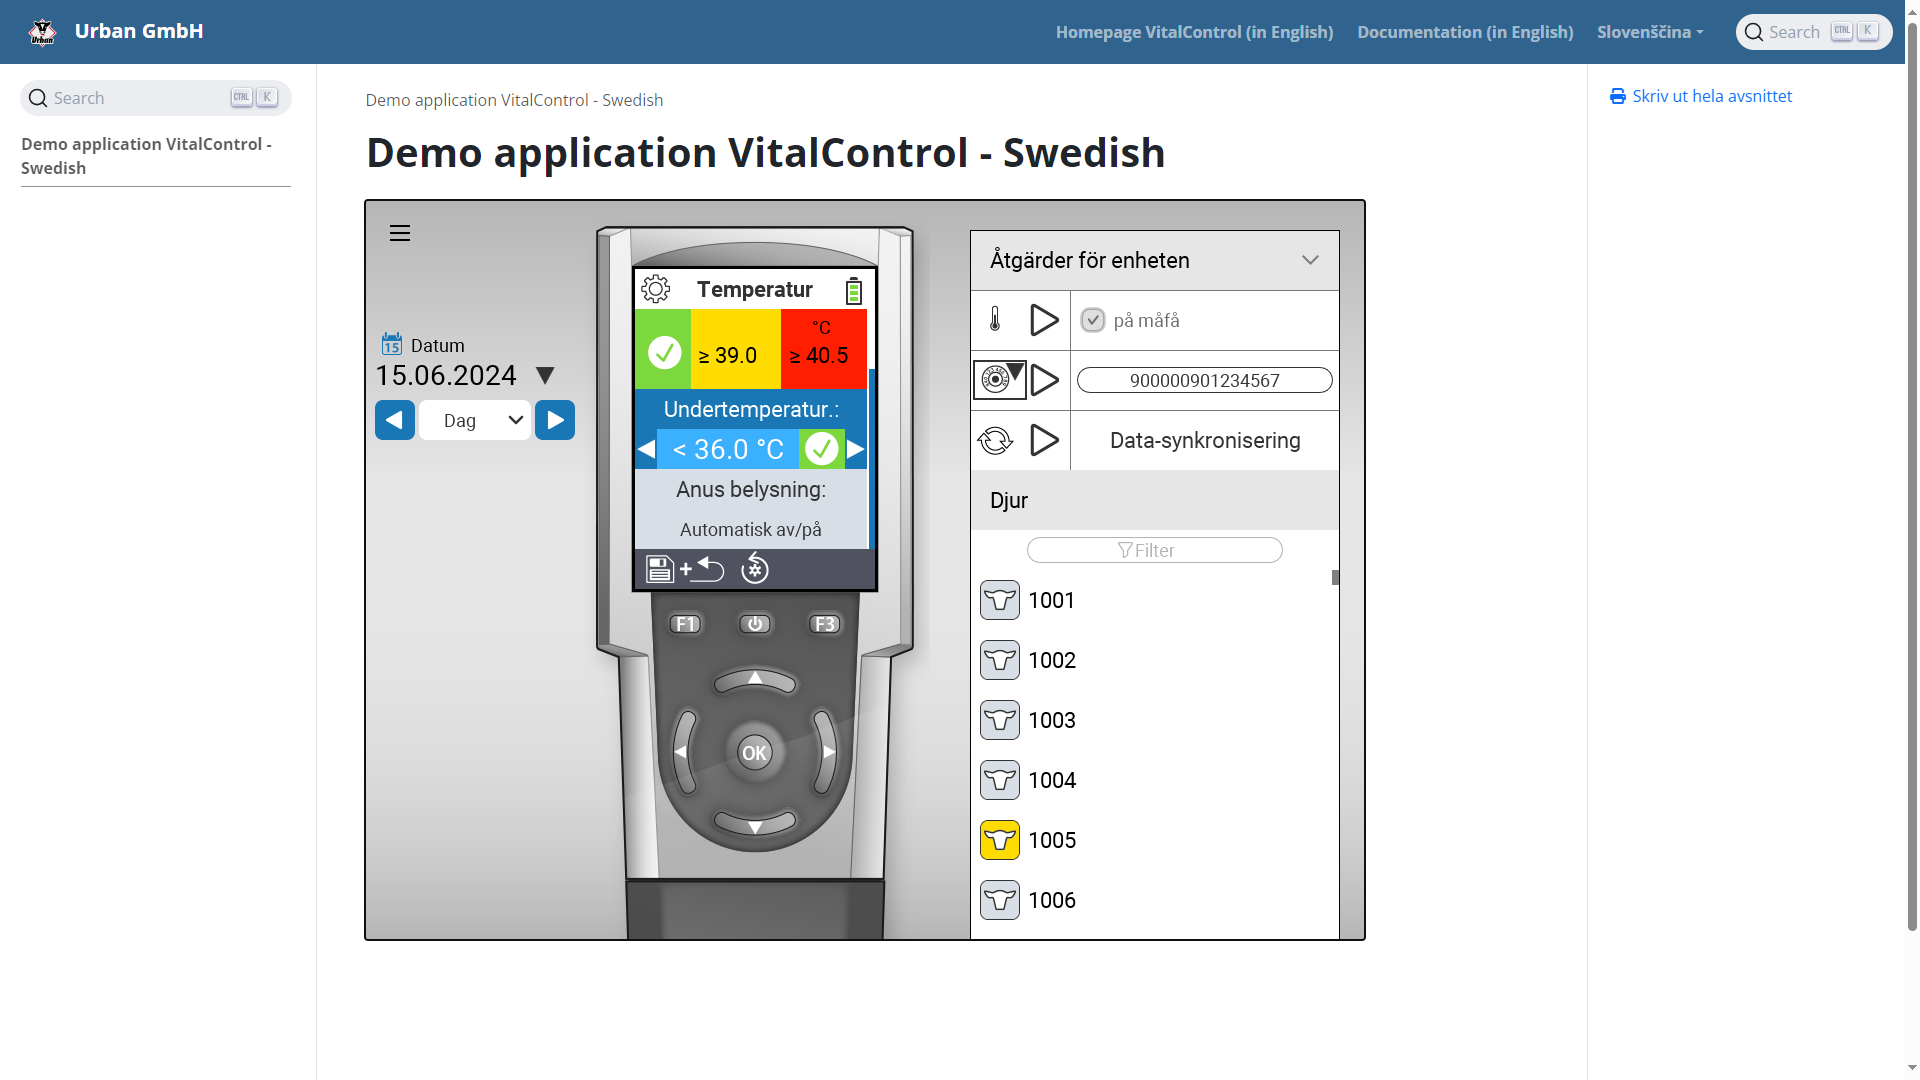 Urban GmbH
Homepage VitalControl (in English)
Documentation (in English)
Slovenščina
Search CTRL K
Search CTRL K
Demo application VitalControl -
Swedish
Demo application VitalControl - Swedish
Demo application VitalControl - Swedish
Skriv ut hela avsnittet
15
Datum
15.06.2024
Dag
Temperatur
°C
≥ 39.0
≥ 40.5
Undertemperatur.:
< 36.0 °C
Anus belysning:
Automatisk av/på
F1
F3
OK
Åtgärder för enheten
på måfå
900000901234567
Data-synkronisering
Djur
Filter
1001
1002
1003
1004
1005
1006